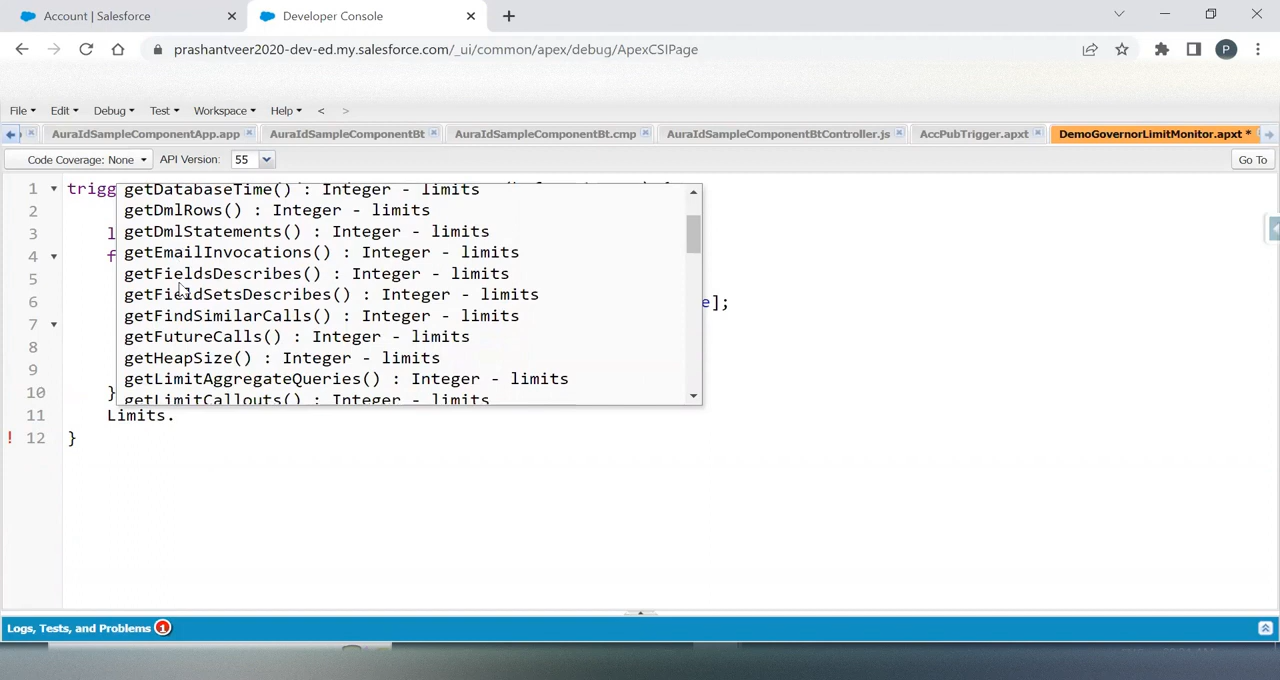 Account | Salesforce
Developer Console
prashantveer2020-dev-ed.my.salesforce.com/_ui/common/apex/debug/ApexCSIPage
P
File Edit Debug Test Workspace Help < >
AuraIdSampleComponentApp.app AuraIdSampleComponentBt AuraIdSampleComponentBt.cmp AuraIdSampleComponentBtController.js AccPubTrigger.apxt DemoGovernorLimitMonitor.apxt *
Code Coverage: None API Version: 55 Go To
1 trigg
getDatabaseTime() : Integer - limits
2
getDmlRows() : Integer - limits
3 l
getDmlStatements() : Integer - limits
4 f
getEmailInvocations() : Integer - limits
5
getFieldsDescribes() : Integer - limits
6 e];
getFieldSetsDescribes() : Integer - limits
getFindSimilarCalls() : Integer - limits
7
getFutureCalls() : Integer - limits
8
getHeapSize() : Integer - limits
9
getLimitAggregateQueries() : Integer - limits
10 }
getLimitCallouts() : Integer - limits
11 Limits.
! 12 }
Logs, Tests, and Problems 1